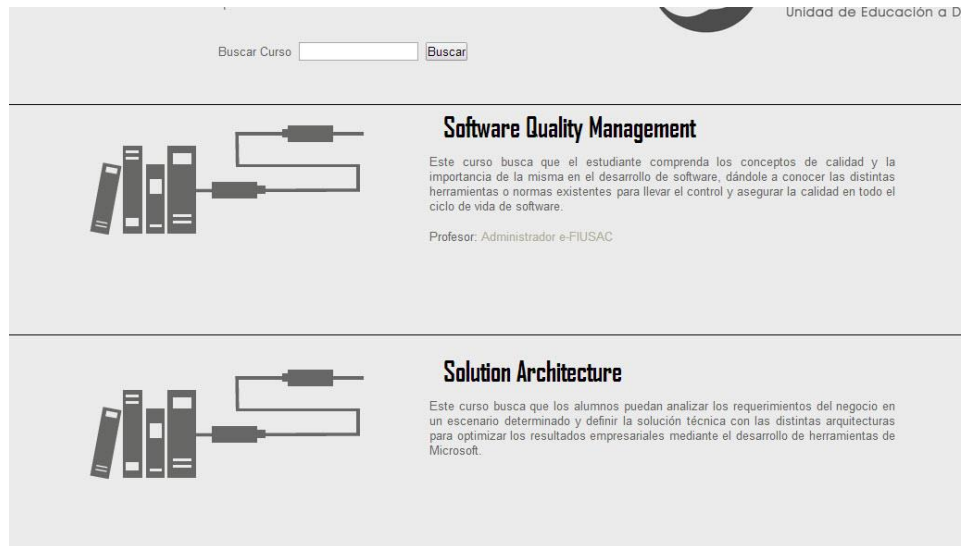 Unidad de Educación a D
Buscar Curso Buscar
Software Quality Management
Este curso busca que el estudiante comprenda los conceptos de calidad y la
importancia de la misma en el desarrollo de software, dándole a conocer las distintas
herramientas o normas existentes para llevar el control y asegurar la calidad en todo el
ciclo de vida de software.
Profesor: Administrador e-FIUSAC
Solution Architecture
Este curso busca que los alumnos puedan analizar los requerimientos del negocio en
un escenario determinado y definir la solución técnica con las distintas arquitecturas
para optimizar los resultados empresariales mediante el desarrollo de herramientas de
Microsoft.